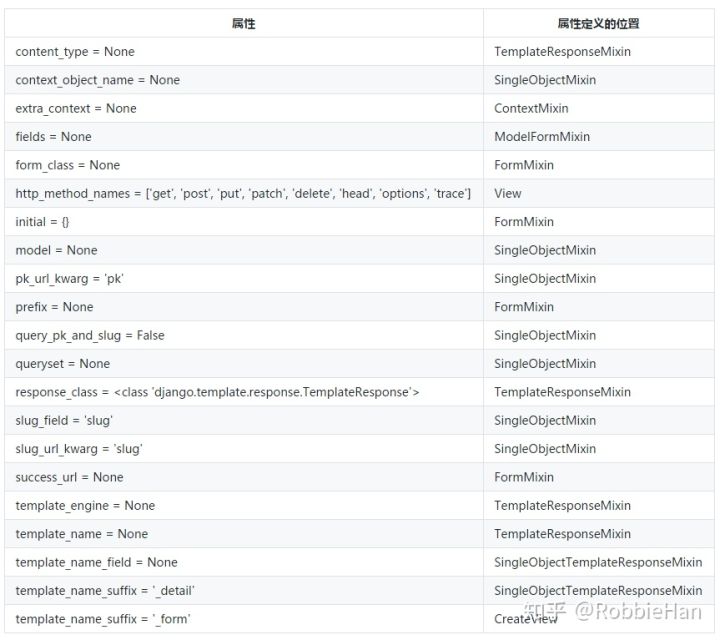 属性 属性定义的位置
content_type = None TemplateResponseMixin
context_object_name = None SingleObjectMixin
extra_context = None ContextMixin
fields = None ModelFormMixin
form_class = None FormMixin
http_method_names = ['get', 'post', 'put', 'patch', 'delete', 'head', 'options', 'trace'] View
initial = {} FormMixin
model = None SingleObjectMixin
pk_url_kwarg = 'pk' SingleObjectMixin
prefix = None FormMixin
query_pk_and_slug = False SingleObjectMixin
queryset = None SingleObjectMixin
response_class = <class 'django.template.response.TemplateResponse'> TemplateResponseMixin
slug_field = 'slug' SingleObjectMixin
slug_url_kwarg = 'slug' SingleObjectMixin
success_url = None FormMixin
template_engine = None TemplateResponseMixin
template_name = None TemplateResponseMixin
template_name_field = None SingleObjectTemplateResponseMixin
template_name_suffix = '_detail' SingleObjectTemplateResponseMixin
template_name_suffix = '_form' CreateView
知乎 @RobbieHan